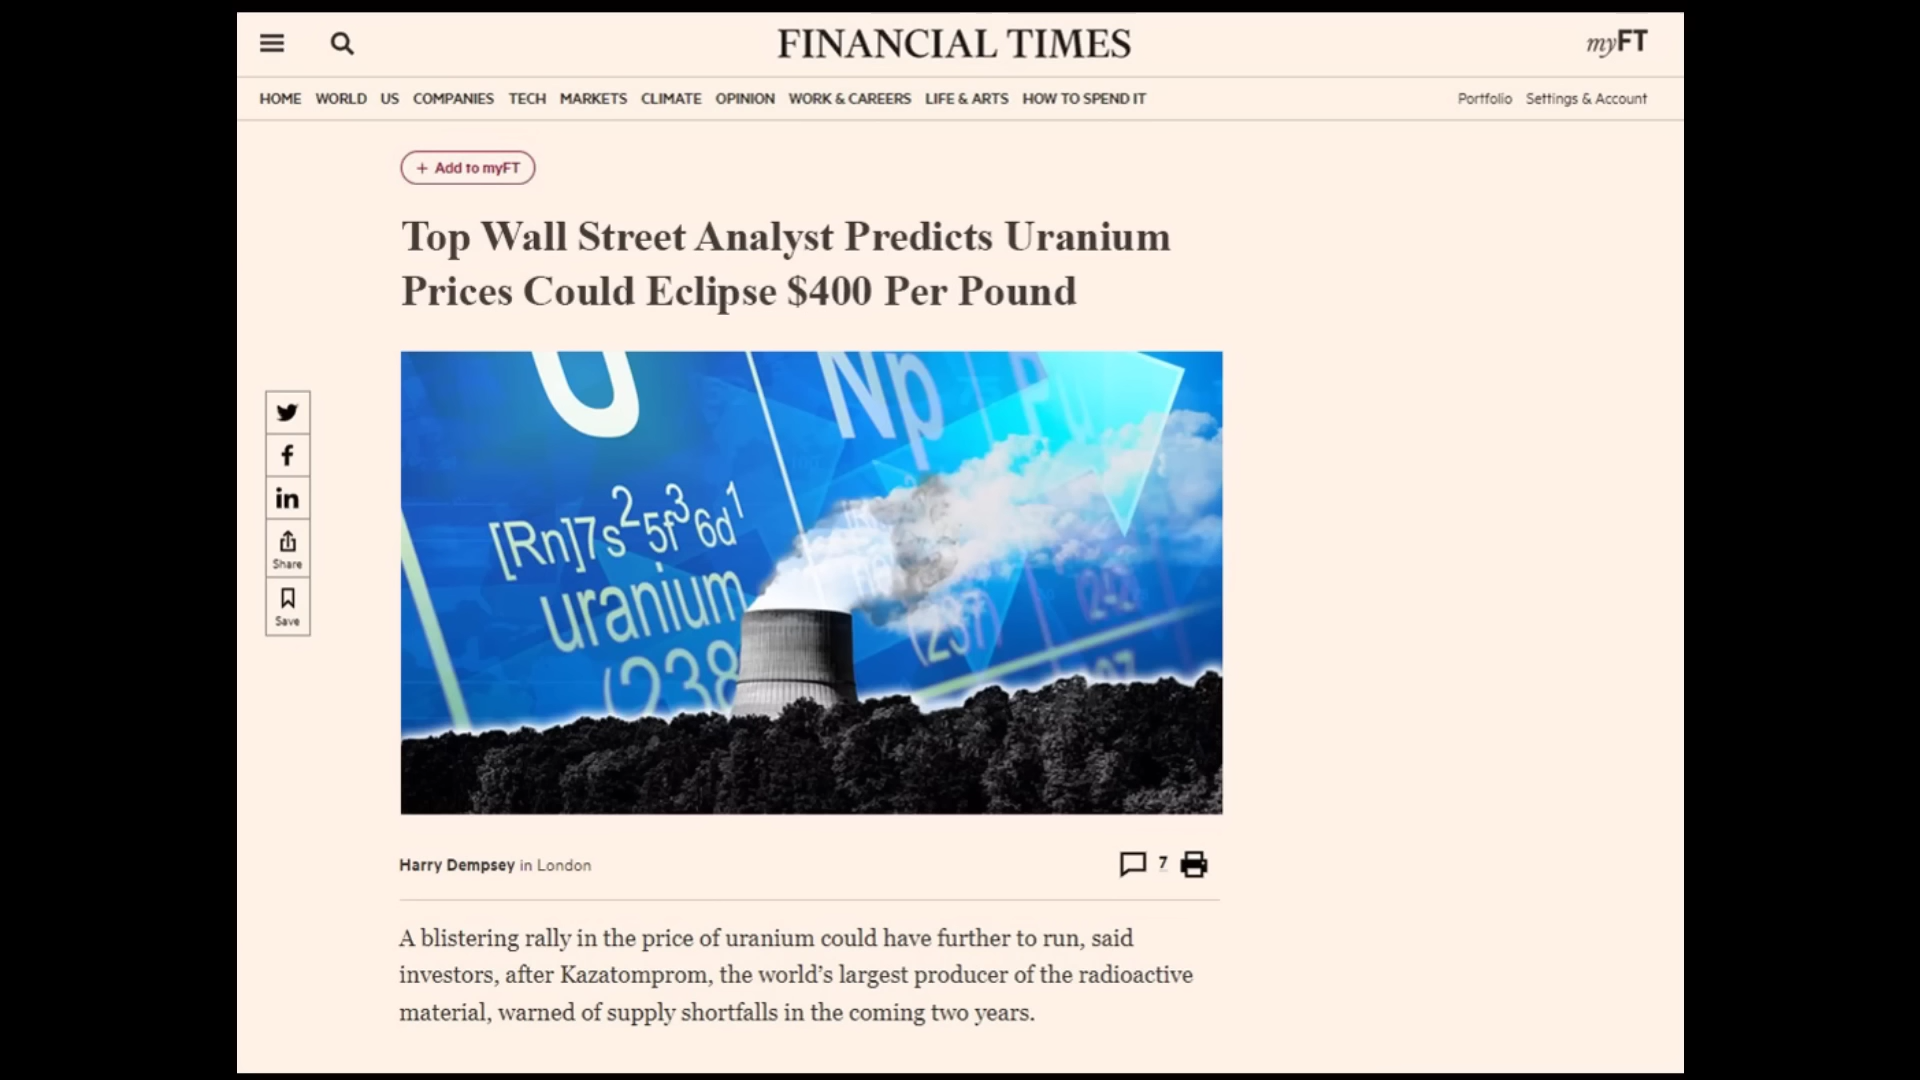 FINANCIAL TIMES
myFT
HOME WORLD US COMPANIES TECH MARKETS CLIMATE OPINION WORK & CAREERS LIFE & ARTS HOW TO SPEND IT
Portfolio Settings & Account
+ Add to myFT
Top Wall Street Analyst Predicts Uranium
Prices Could Eclipse $400 Per Pound
U
Np
Pu
[Rn]7s²5f³6d¹
uranium
(238
(237)
242
Share
Save
Harry Dempsey in London
7
A blistering rally in the price of uranium could have further to run, said
investors, after Kazatomprom, the world’s largest producer of the radioactive
material, warned of supply shortfalls in the coming two years.